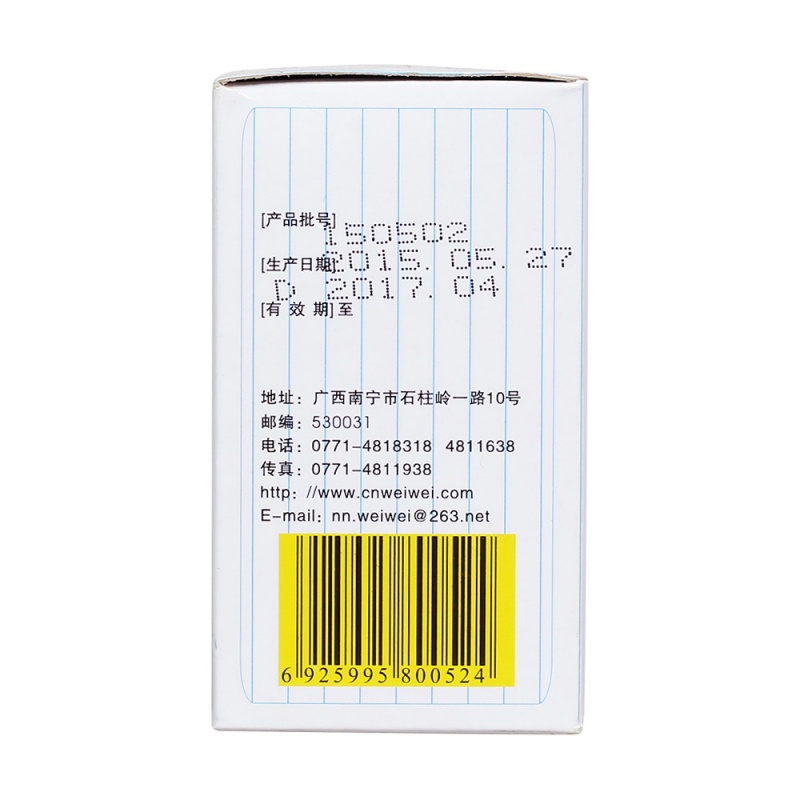 [产品批号] 150502
[生产日期] 2015. 05. 27
D 2017. 04
[有 效 期] 至
地址：广西南宁市石柱岭一路10号
邮编：530031
电话：0771-4818318 4811638
传真：0771-4811938
http：//www.cnweiwei.com
E-mail：nn.weiwei@263.net
6 925995 800524